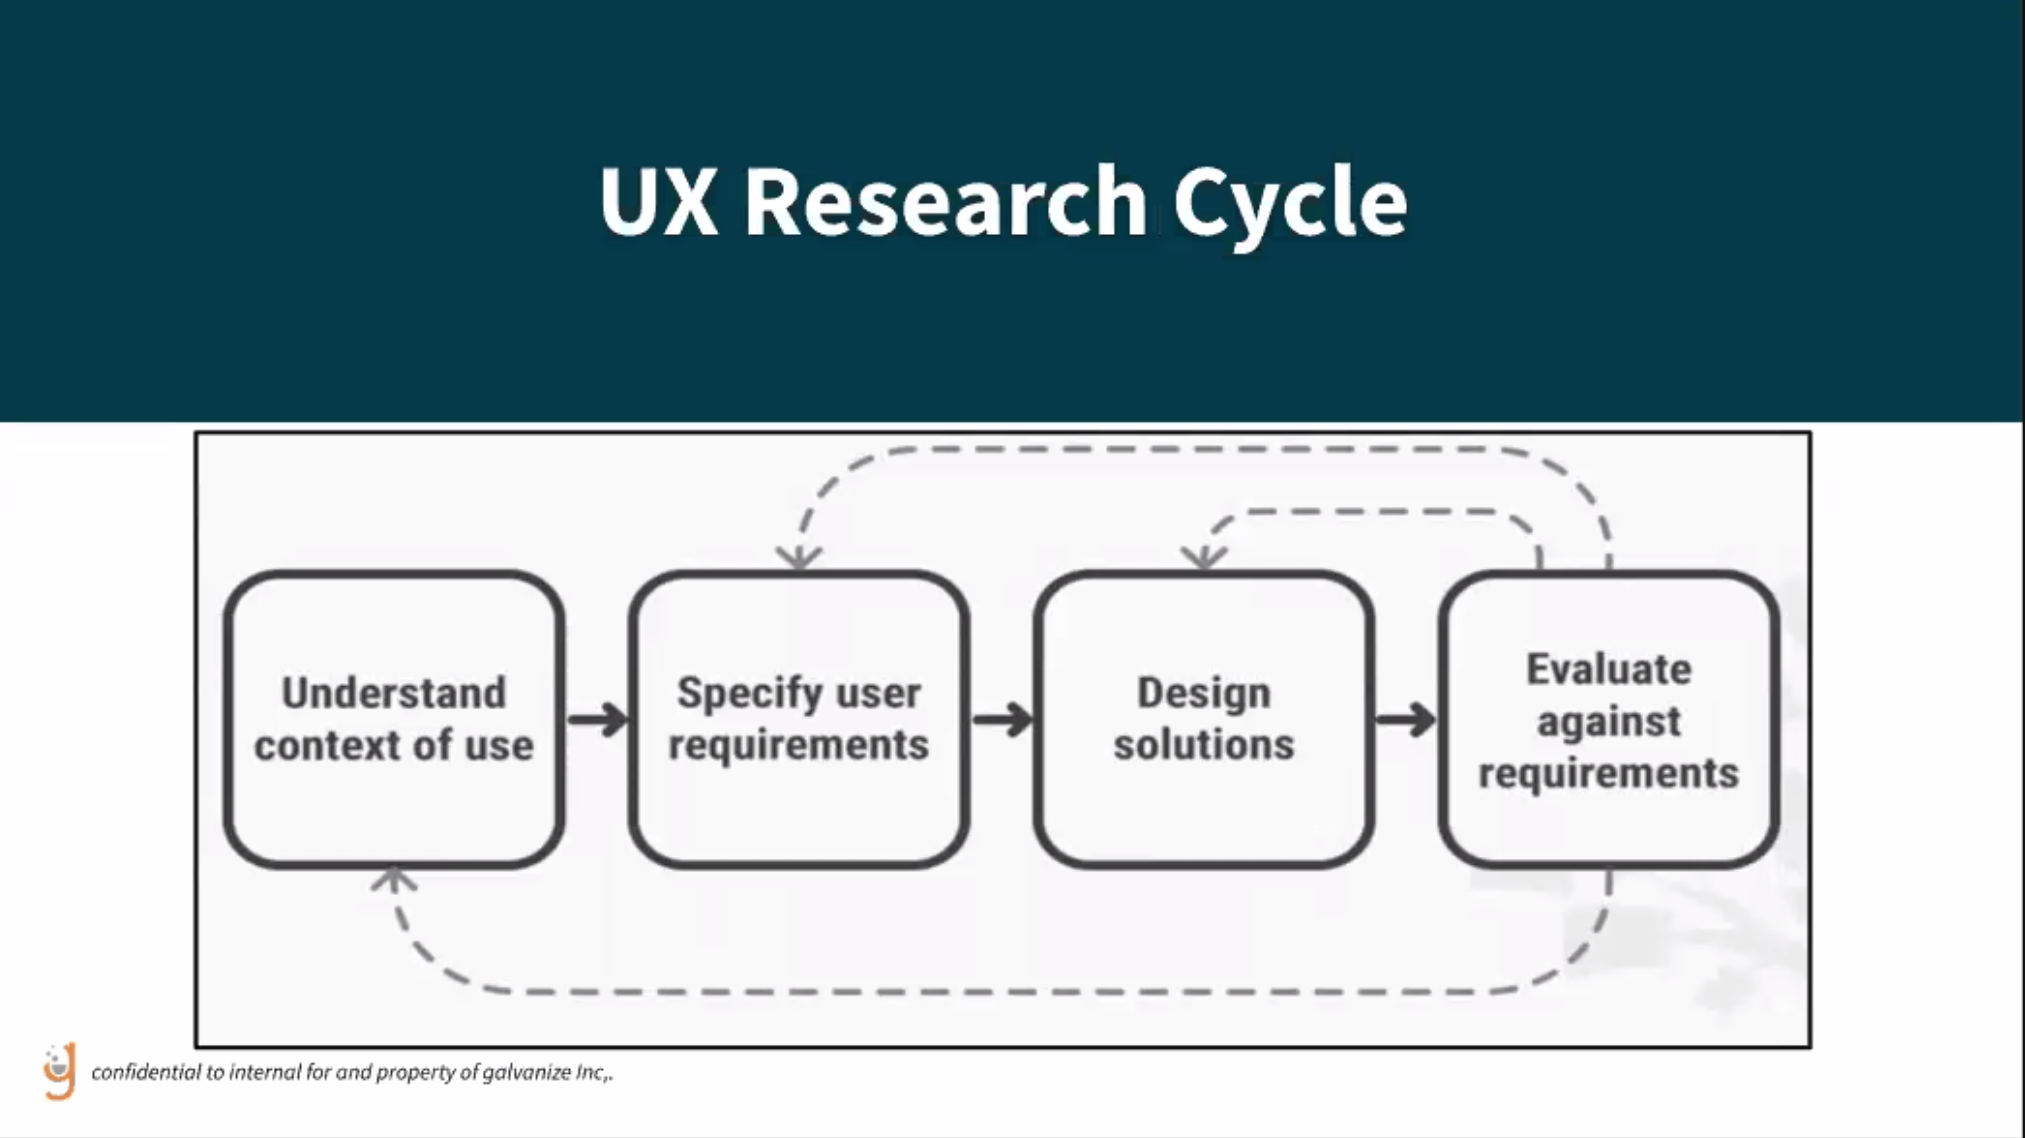 UX Research Cycle
Understand
context of use
Specify user
requirements
Design
solutions
Evaluate
against
requirements
g
confidential to internal for and property of galvanize Inc,.